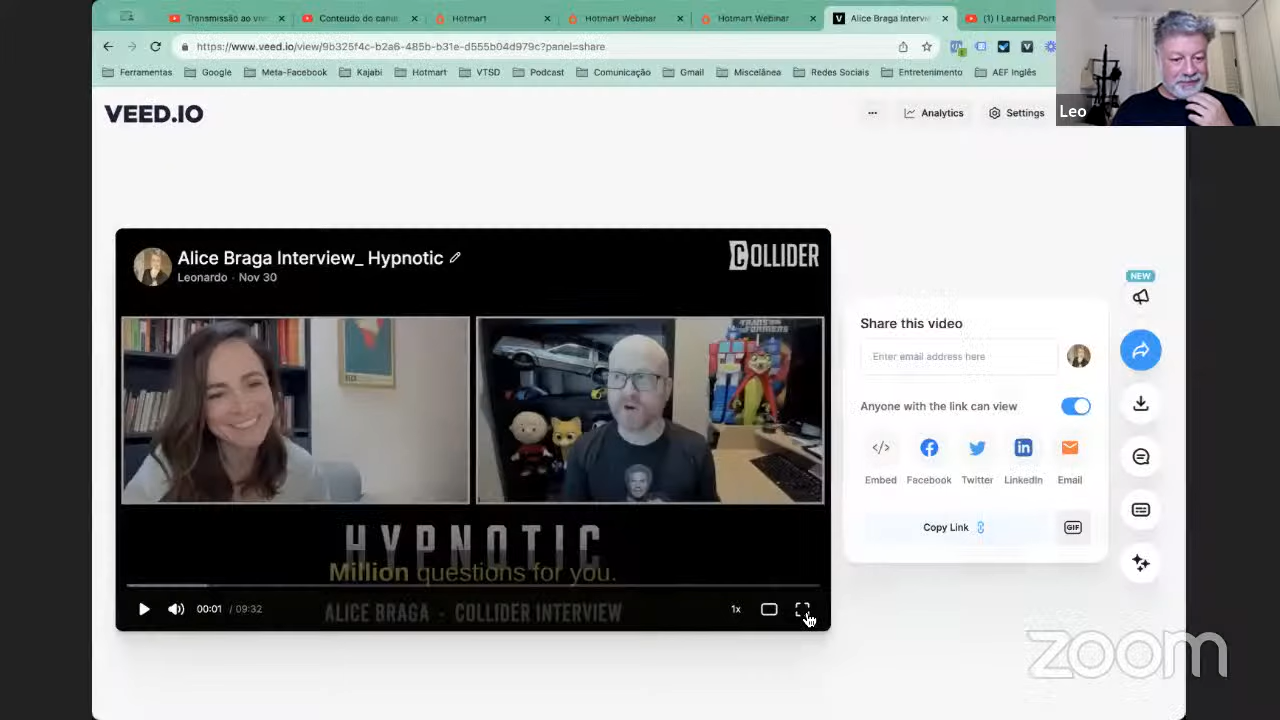 Transmissão ao viv
Conteúdo do canal
Hotmart
Hotmart Webinar
Hotmart Webinar
Alice Braga Intervi
(1) I Learned Port
https://www.veed.io/view/9b325f4c-b2a6-485b-b31e-d555b04d979c?panel=share
Ferramentas
Google
Meta-Facebook
Kajabi
Hotmart
VTSD
Podcast
Comunicação
Gmail
Miscelânea
Redes Sociais
Entretenimento
AEF Inglês
Leo
VEED.IO
Analytics
Settings
Alice Braga Interview_ Hypnotic
Leonardo · Nov 30
COLLIDER
TRANSFORMERS
HYPNOTIC
Million questions for you.
00:01 / 09:32
ALICE BRAGA - COLLIDER INTERVIEW
1x
Share this video
Enter email address here
Anyone with the link can view
Embed
Facebook
Twitter
LinkedIn
Email
Copy Link
GIF
NEW
zoom